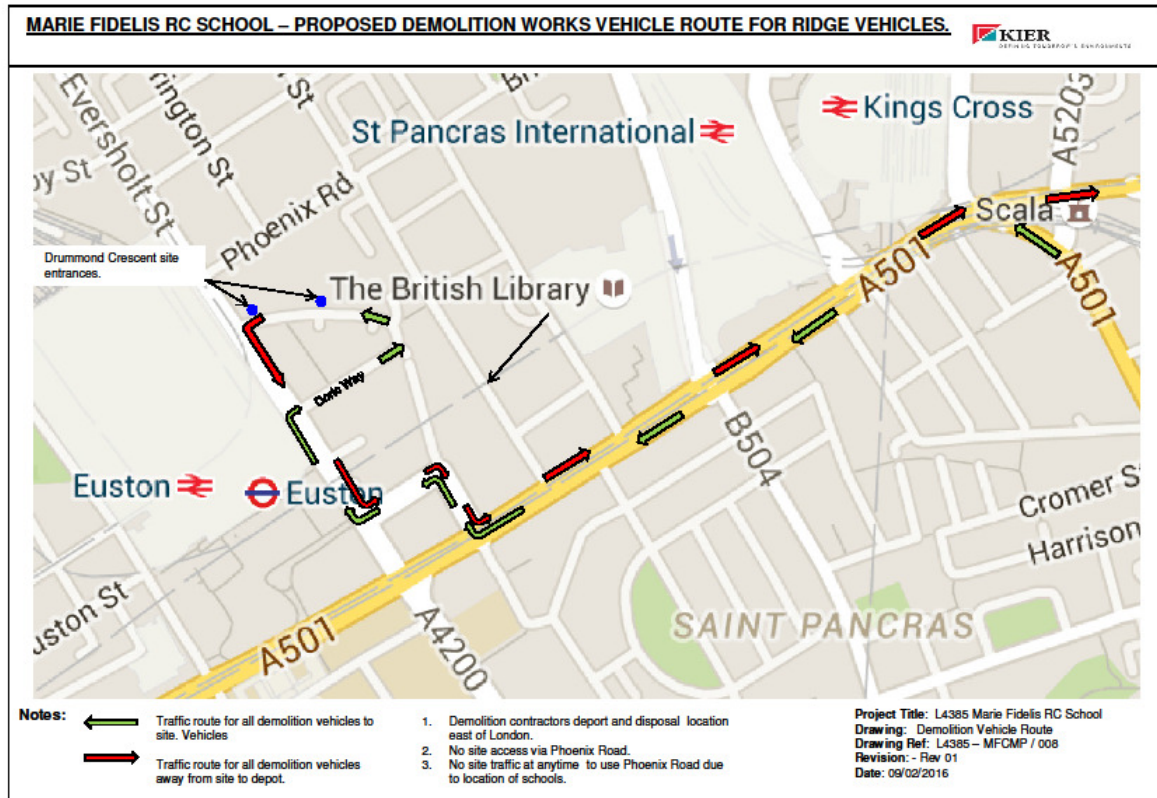 MARIE FIDELIS RC SCHOOL – PROPOSED DEMOLITION WORKS VEHICLE ROUTE FOR RIDGE VEHICLES.
KIER
DEFINING TOMORROW'S ENVIRONMENTS
Eversholt St
rington St
St
Br
St Pancras International
Kings Cross
A5203
by St
Phoenix Rd
Scala
Drummond Crescent site
entrances.
The British Library
A501
A501
Doric Way
B504
Euston
Euston
Cromer S
Harrison
uston St
A501
A4200
SAINT PANCRAS
Notes:
Traffic route for all demolition vehicles to
site. Vehicles
Traffic route for all demolition vehicles
away from site to depot.
1. Demolition contractors deport and disposal location
east of London.
2. No site access via Phoenix Road.
3. No site traffic at anytime to use Phoenix Road due
to location of schools.
Project Title: L4385 Marie Fidelis RC School
Drawing: Demolition Vehicle Route
Drawing Ref: L4385 – MFCMP / 008
Revision: - Rev 01
Date: 09/02/2016